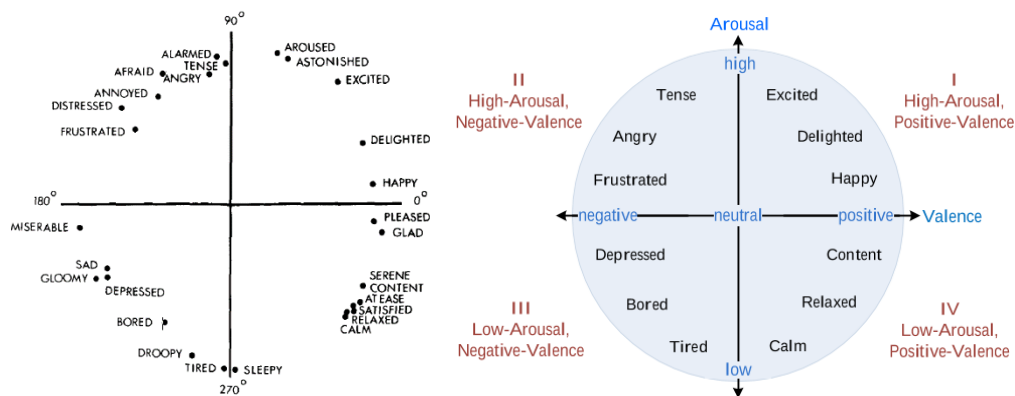 90°
ALARMED
AROUSED
TENSE
ASTONISHED
AFRAID
ANGRY
EXCITED
ANNOYED
DISTRESSED
FRUSTRATED
DELIGHTED
HAPPY
180°
0°
PLEASED
MISERABLE
GLAD
SAD
SERENE
GLOOMY
CONTENT
DEPRESSED
AT EASE
SATISFIED
BORED
RELAXED
CALM
DROOPY
TIRED
SLEEPY
270°
Arousal
high
II
High-Arousal,
Negative-Valence
I
High-Arousal,
Positive-Valence
Tense
Excited
Angry
Delighted
Frustrated
Happy
negative
neutral
positive
Valence
Depressed
Content
Bored
Relaxed
III
Low-Arousal,
Negative-Valence
IV
Low-Arousal,
Positive-Valence
Tired
Calm
low